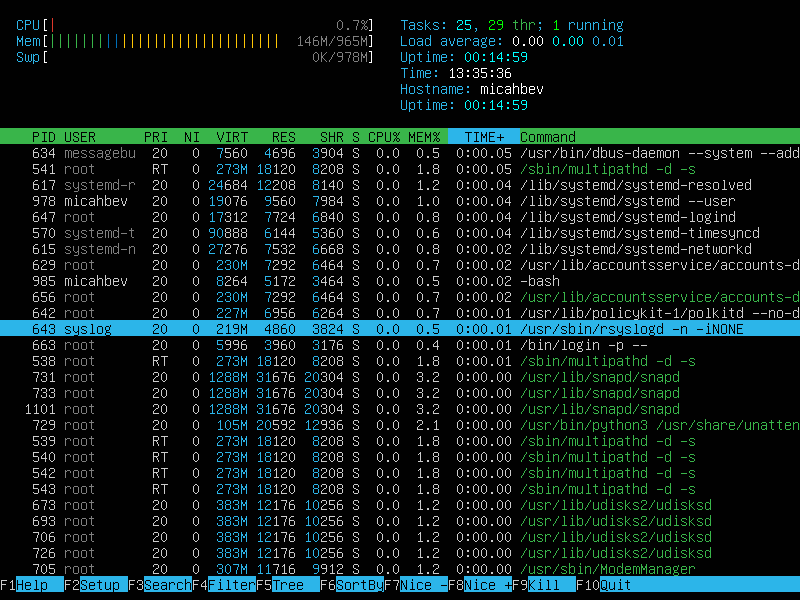 CPU[| 0.7%] Tasks: 25, 29 thr; 1 running
Mem[||||||||||||||||||||||||||||| 146M/965M] Load average: 0.00 0.00 0.01
Swp[ 0K/978M] Uptime: 00:14:59
Time: 13:35:36
Hostname: micahbev
Uptime: 00:14:59
PID USER PRI NI VIRT RES SHR S CPU% MEM% TIME+ Command
634 messagebu 20 0 7560 4696 3904 S 0.0 0.5 0:00.05 /usr/bin/dbus-daemon --system --add
541 root RT 0 273M 18120 8208 S 0.0 1.8 0:00.05 /sbin/multipathd -d -s
617 systemd-r 20 0 24684 12208 8140 S 0.0 1.2 0:00.04 /lib/systemd/systemd-resolved
978 micahbev 20 0 19076 9560 7984 S 0.0 1.0 0:00.04 /lib/systemd/systemd --user
647 root 20 0 17312 7724 6840 S 0.0 0.8 0:00.04 /lib/systemd/systemd-logind
570 systemd-t 20 0 90888 6144 5360 S 0.0 0.6 0:00.04 /lib/systemd/systemd-timesyncd
615 systemd-n 20 0 27276 7532 6668 S 0.0 0.8 0:00.02 /lib/systemd/systemd-networkd
629 root 20 0 230M 7292 6464 S 0.0 0.7 0:00.02 /usr/lib/accountsservice/accounts-d
985 micahbev 20 0 8264 5172 3464 S 0.0 0.5 0:00.02 -bash
656 root 20 0 230M 7292 6464 S 0.0 0.7 0:00.02 /usr/lib/accountsservice/accounts-d
642 root 20 0 227M 6956 6264 S 0.0 0.7 0:00.01 /usr/lib/policykit-1/polkitd --no-d
643 syslog 20 0 219M 4860 3824 S 0.0 0.5 0:00.01 /usr/sbin/rsyslogd -n -iNONE
663 root 20 0 5996 3960 3176 S 0.0 0.4 0:00.01 /bin/login -p --
538 root RT 0 273M 18120 8208 S 0.0 1.8 0:00.01 /sbin/multipathd -d -s
731 root 20 0 1288M 31676 20304 S 0.0 3.2 0:00.00 /usr/lib/snapd/snapd
733 root 20 0 1288M 31676 20304 S 0.0 3.2 0:00.00 /usr/lib/snapd/snapd
1101 root 20 0 1288M 31676 20304 S 0.0 3.2 0:00.00 /usr/lib/snapd/snapd
729 root 20 0 105M 20592 12936 S 0.0 2.1 0:00.00 /usr/bin/python3 /usr/share/unatten
539 root RT 0 273M 18120 8208 S 0.0 1.8 0:00.00 /sbin/multipathd -d -s
540 root RT 0 273M 18120 8208 S 0.0 1.8 0:00.00 /sbin/multipathd -d -s
542 root RT 0 273M 18120 8208 S 0.0 1.8 0:00.00 /sbin/multipathd -d -s
543 root RT 0 273M 18120 8208 S 0.0 1.8 0:00.00 /sbin/multipathd -d -s
673 root 20 0 383M 12176 10256 S 0.0 1.2 0:00.00 /usr/lib/udisks2/udisksd
693 root 20 0 383M 12176 10256 S 0.0 1.2 0:00.00 /usr/lib/udisks2/udisksd
706 root 20 0 383M 12176 10256 S 0.0 1.2 0:00.00 /usr/lib/udisks2/udisksd
726 root 20 0 383M 12176 10256 S 0.0 1.2 0:00.00 /usr/lib/udisks2/udisksd
705 root 20 0 307M 11716 9912 S 0.0 1.2 0:00.00 /usr/sbin/ModemManager
F1Help F2Setup F3SearchF4FilterF5Tree F6SortByF7Nice -F8Nice +F9Kill F10Quit